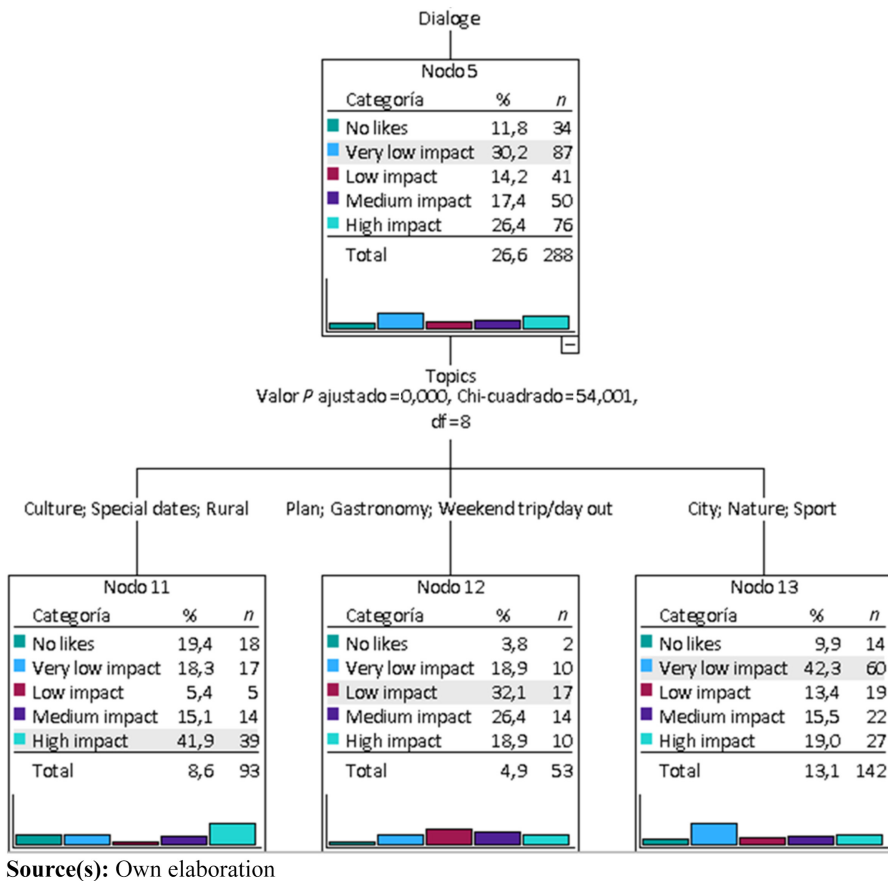 Dialoge
Nodo 5
Categoría % n
No likes 11,8 34
Very low impact 30,2 87
Low impact 14,2 41
Medium impact 17,4 50
High impact 26,4 76
Total 26,6 288
Topics
Valor P ajustado=0,000, Chi-cuadrado=54,001,
df=8
Culture; Special dates; Rural
Plan; Gastronomy; Weekend trip/day out
City; Nature; Sport
Nodo 11
Categoría % n
No likes 19,4 18
Very low impact 18,3 17
Low impact 5,4 5
Medium impact 15,1 14
High impact 41,9 39
Total 8,6 93
Nodo 12
Categoría % n
No likes 3,8 2
Very low impact 18,9 10
Low impact 32,1 17
Medium impact 26,4 14
High impact 18,9 10
Total 4,9 53
Nodo 13
Categoría % n
No likes 9,9 14
Very low impact 42,3 60
Low impact 13,4 19
Medium impact 15,5 22
High impact 19,0 27
Total 13,1 142
Source(s): Own elaboration